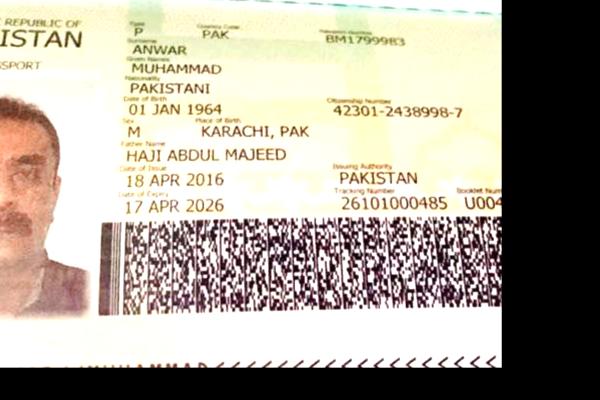 REPUBLIC OF
ISTAN
SSPORT
Type Country Code Passport Number
P PAK BM1799983
Surname
ANWAR
Given Names
MUHAMMAD
Nationality
PAKISTANI
Date of Birth Citizenship Number
01 JAN 1964 42301-2438998-7
Sex Place of Birth
M KARACHI, PAK
Father Name
HAJI ABDUL MAJEED
Date of Issue Issuing Authority
18 APR 2016 PAKISTAN
Date of Expiry Tracking Number Booklet Num
17 APR 2026 26101000485 U004